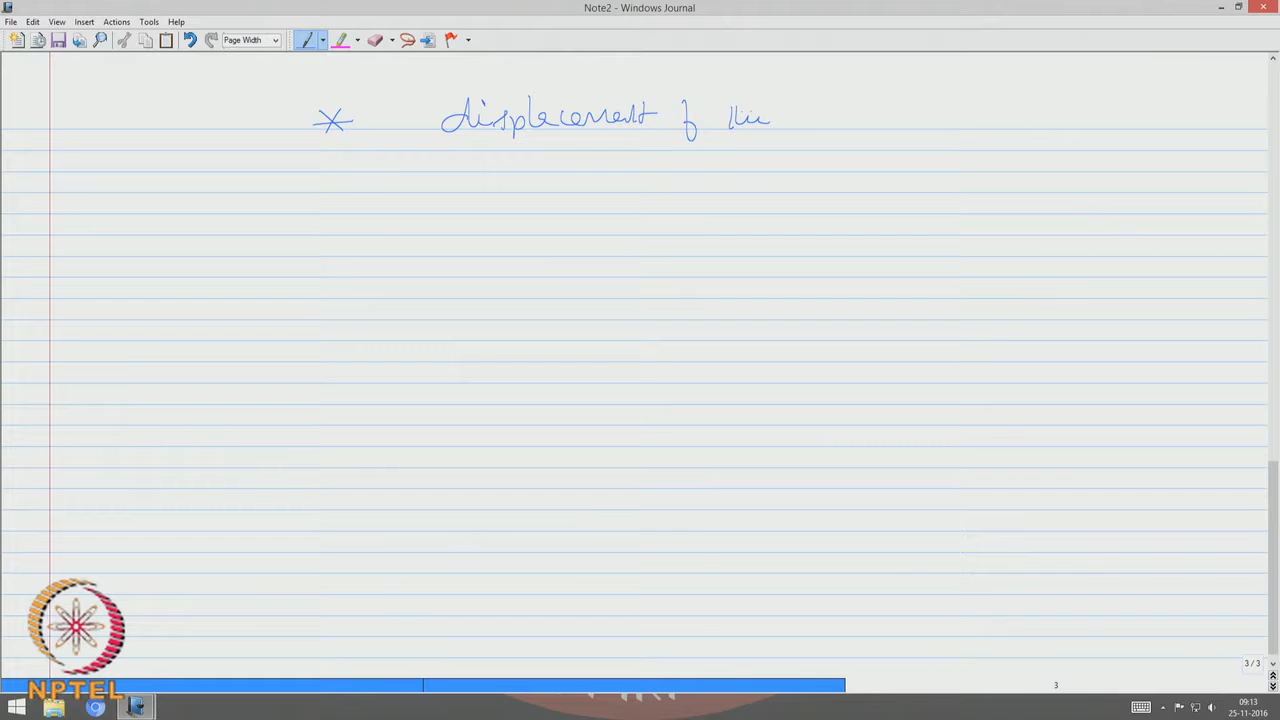 Note2 - Windows Journal
File Edit View Insert Actions Tools Help
Page Width
* displacement of
3 / 3
3
NPTEL
09:13
25-11-2016